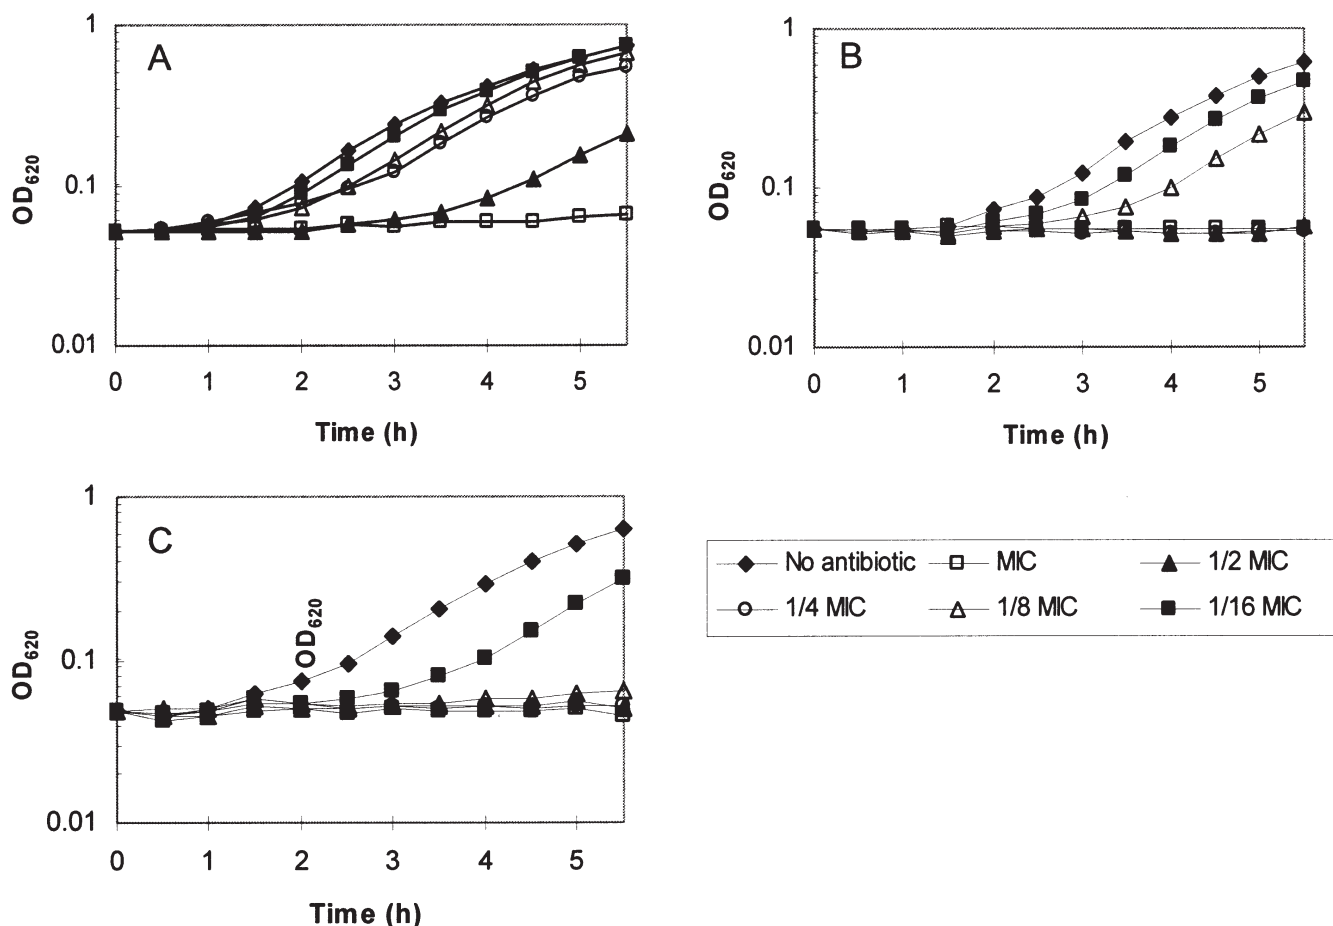 1
A
OD620
0.1
0.01
0 1 2 3 4 5
Time (h)
1
B
OD620
0.1
0.01
0 1 2 3 4 5
Time (h)
1
C
OD620
OD620
0.1
0.01
0 1 2 3 4 5
Time (h)
No antibiotic MIC 1/2 MIC
1/4 MIC 1/8 MIC 1/16 MIC